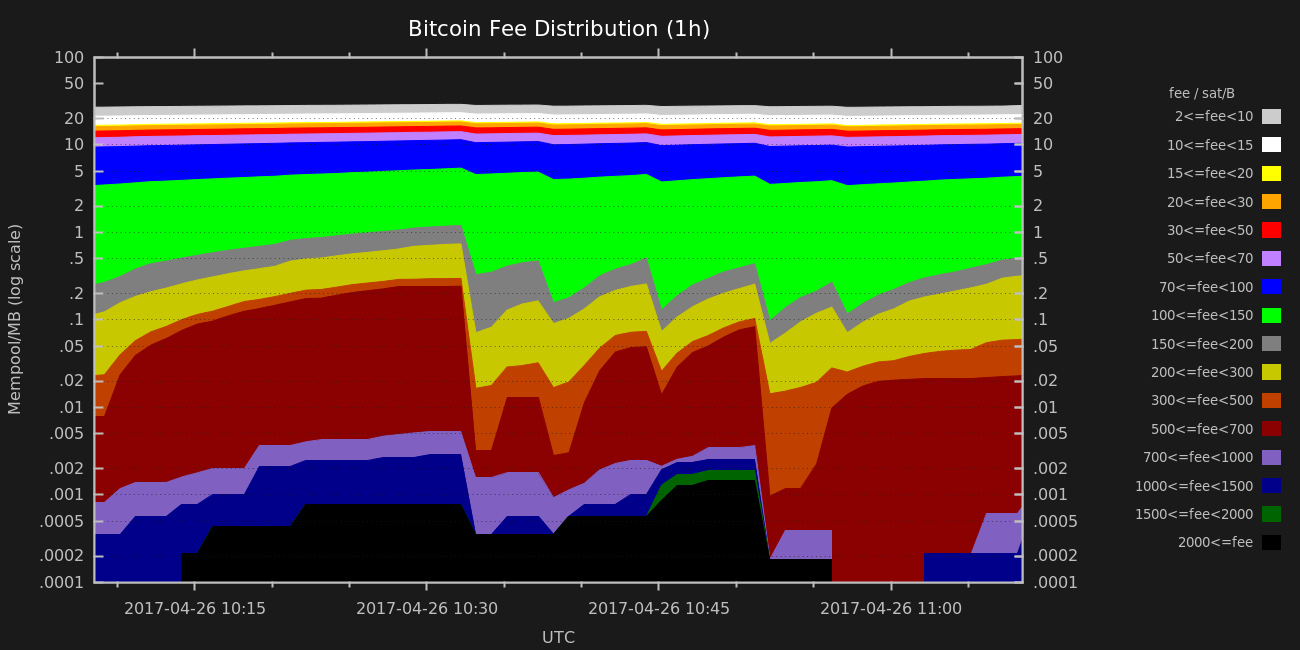 Bitcoin Fee Distribution (1h)
Mempool/MB (log scale)
100
50
20
10
5
2
1
.5
.2
.1
.05
.02
.01
.005
.002
.001
.0005
.0002
.0001
100
50
20
10
5
2
1
.5
.2
.1
.05
.02
.01
.005
.002
.001
.0005
.0002
.0001
2017-04-26 10:15
2017-04-26 10:30
2017-04-26 10:45
2017-04-26 11:00
UTC
fee / sat/B
2<=fee<10
10<=fee<15
15<=fee<20
20<=fee<30
30<=fee<50
50<=fee<70
70<=fee<100
100<=fee<150
150<=fee<200
200<=fee<300
300<=fee<500
500<=fee<700
700<=fee<1000
1000<=fee<1500
1500<=fee<2000
2000<=fee